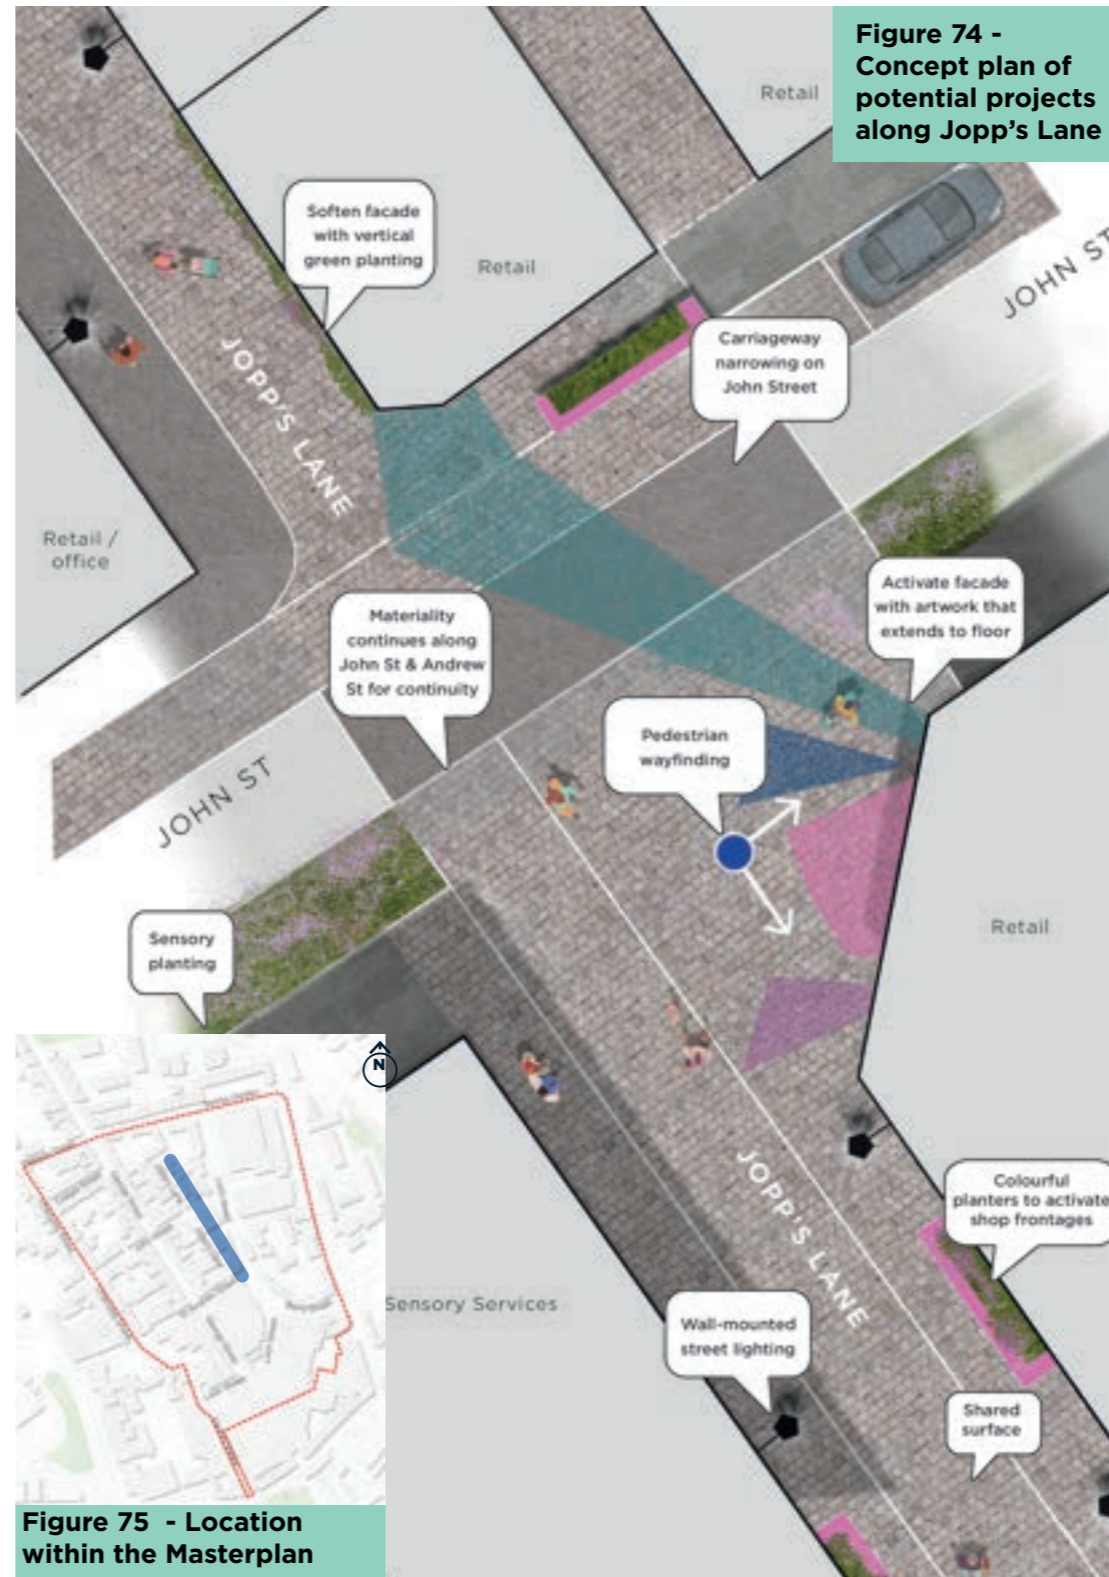 Figure 74 -
Concept plan of
potential projects
along Jopp's Lane
Retail
Soften facade
with vertical
green planting
Retail
JOHN ST
Carriageway
narrowing on
John Street
JOPP'S LANE
Retail /
office
Activate facade
with artwork that
extends to floor
Materiality
continues along
John St & Andrew
St for continuity
Pedestrian
wayfinding
JOHN ST
Retail
Sensory
planting
N
Colourful
planters to activate
shop frontages
JOPP'S LANE
Sensory Services
Wall-mounted
street lighting
Shared
surface
Figure 75 - Location
within the Masterplan